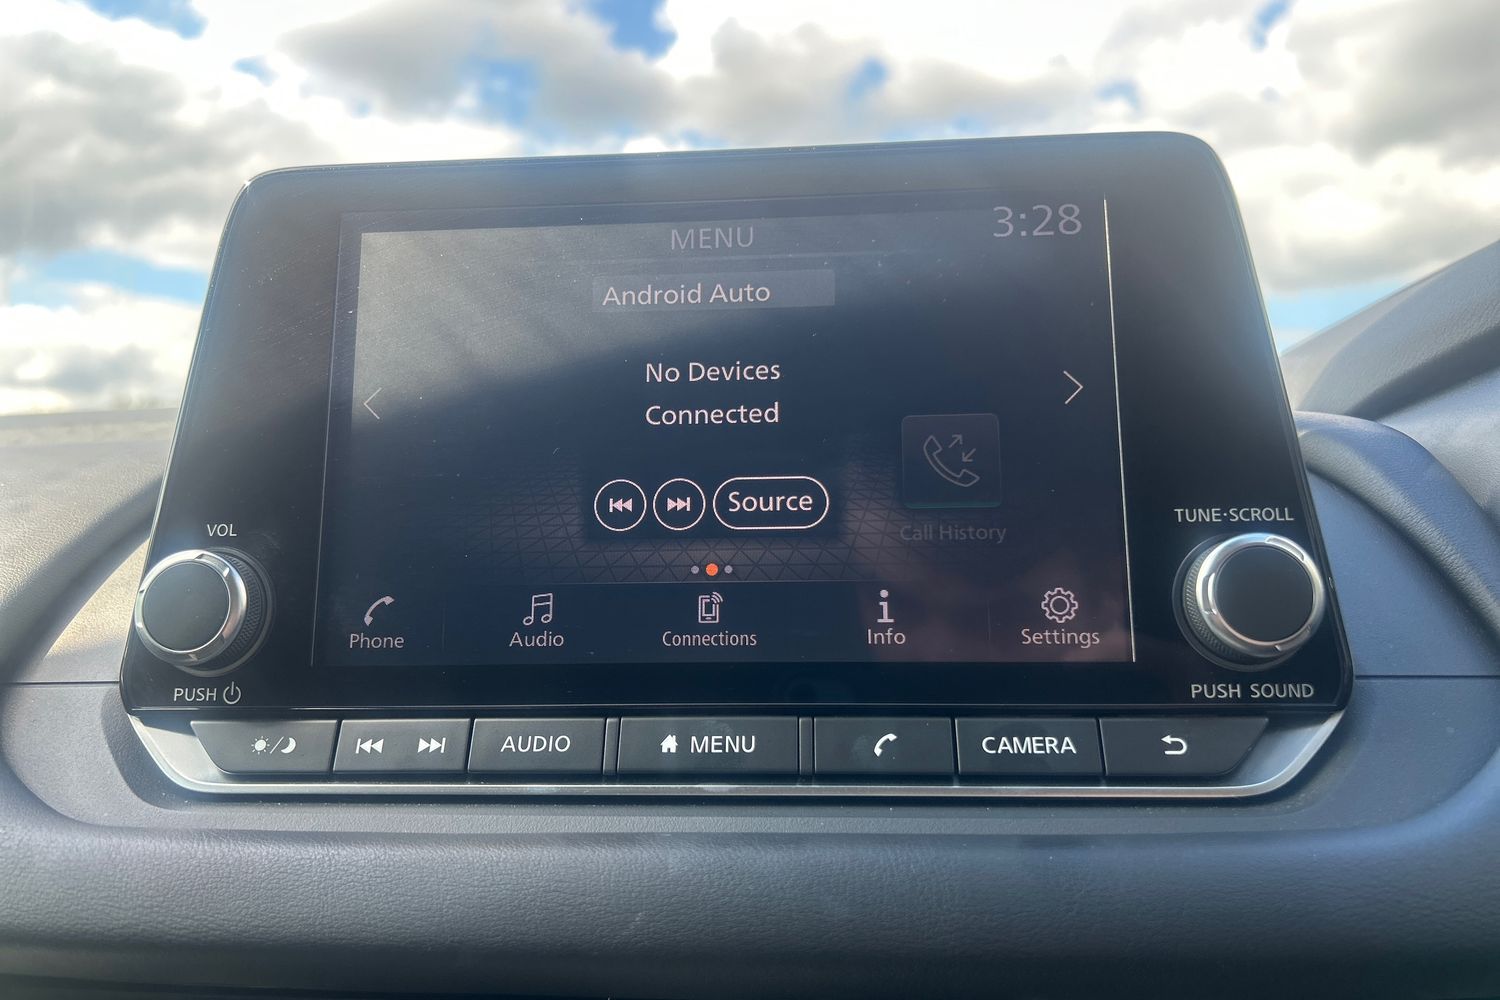 MENU
3:28
Android Auto
No Devices
Connected
Source
Call History
Phone
Audio
Connections
Info
Settings
VOL
PUSH
TUNE·SCROLL
PUSH SOUND
AUDIO
MENU
CAMERA